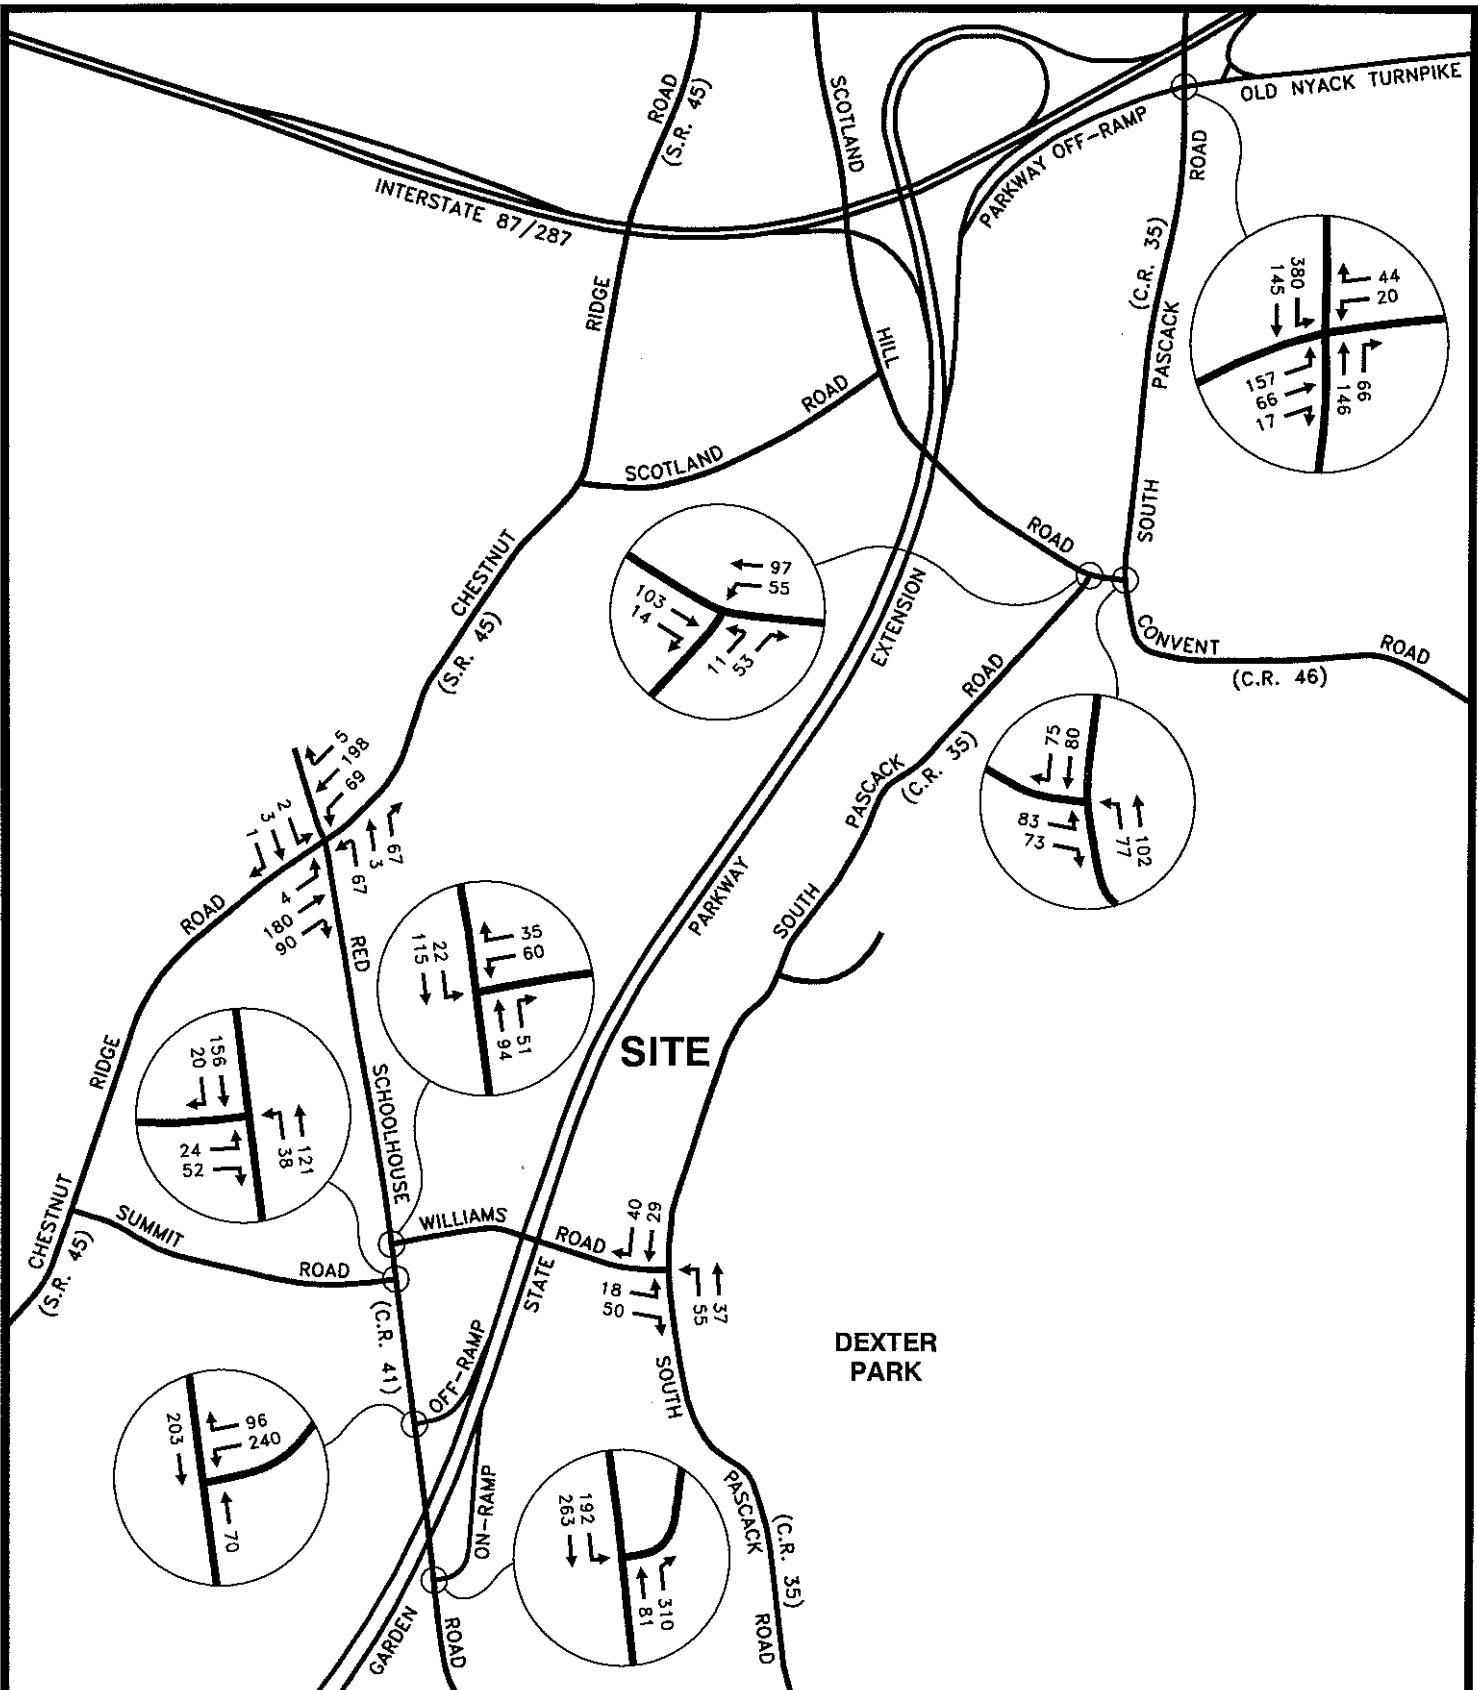 ROAD
(S.R. 45)
SCOTLAND
OLD NYACK TURNPIKE
PARKWAY OFF-RAMP
ROAD
INTERSTATE 87/287
(C.R. 35)
RIDGE
HILL
PASCACK
380
145
44
20
157
66
17
146
66
ROAD
SCOTLAND
SOUTH
ROAD
CHESTNUT
(S.R. 45)
97
55
103
14
11
53
EXTENSION
CONVENT
ROAD
(C.R. 46)
ROAD
PASCACK
(C.R. 35)
75
80
83
73
102
77
5
198
69
2
3
1
67
3
67
4
180
90
ROAD
RED
PARKWAY
SOUTH
22
115
35
60
51
94
SITE
RIDGE
156
20
24
52
121
38
SCHOOLHOUSE
CHESTNUT
(S.R. 45)
SUMMIT
ROAD
WILLIAMS
ROAD
40
29
18
50
37
55
STATE
(C.R. 41)
OFF-RAMP
DEXTER
PARK
SOUTH
203
96
240
70
ON-RAMP
192
263
310
81
PASCACK
(C.R. 35)
GARDEN
ROAD
ROAD